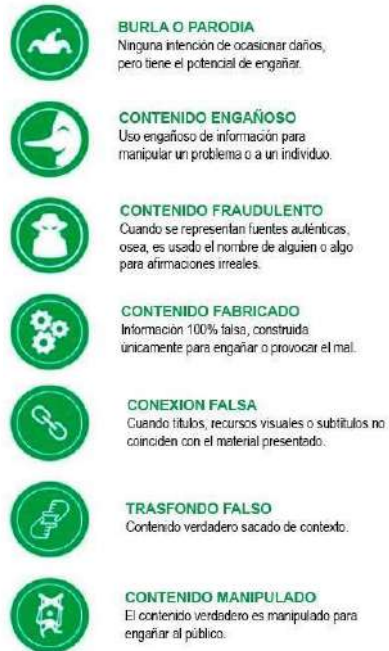 BURLA O PARODIA
Ninguna intención de ocasionar daños,
pero tiene el potencial de engañar.
CONTENIDO ENGAÑOSO
Uso engañoso de información para
manipular un problema o a un individuo.
CONTENIDO FRAUDULENTO
Cuando se representan fuentes auténticas,
osea, es usado el nombre de alguien o algo
para afirmaciones irreales.
CONTENIDO FABRICADO
Información 100% falsa, construida
únicamente para engañar o provocar el mal.
CONEXION FALSA
Cuando títulos, recursos visuales o subtítulos no
coinciden con el material presentado.
TRASFONDO FALSO
Contenido verdadero sacado de contexto.
CONTENIDO MANIPULADO
El contenido verdadero es manipulado para
engañar al público.